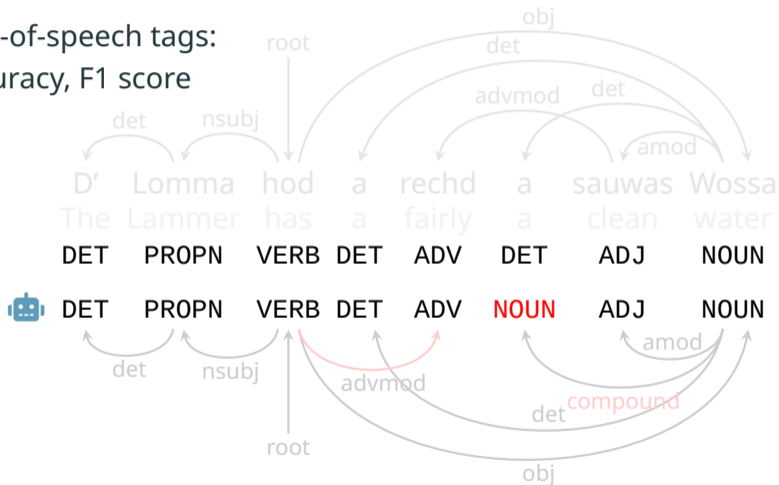 -of-speech tags:
uracy, F1 score
obj
root
det
advmod
det
det
nsubj
amod
D’ Lomma hod a rechd a sauwas Wossa
The Lammer has a fairly a clean water
DET PROPN VERB DET ADV DET ADJ NOUN
DET PROPN VERB DET ADV NOUN ADJ NOUN
amod
det
nsubj
advmod
compound
det
root
obj